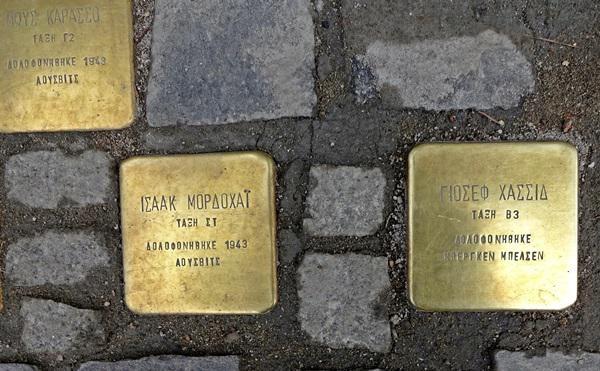 ΚΑΡΑΣΣΟ
ΤΑΞΗ Γ2
ΔΟΛΟΦΟΝΗΘΗΚΕ 1943
ΑΟΥΣΒΙΤΣ
ΙΣΑΑΚ ΜΟΡΔΟΧΑΪ
ΤΑΞΗ ΣΤ
ΔΟΛΟΦΟΝΗΘΗΚΕ 1943
ΑΟΥΣΒΙΤΣ
ΓΙΟΣΕΦ ΧΑΣΣΙΔ
ΤΑΞΗ Β3
ΔΟΛΟΦΟΝΗΘΗΚΕ
ΜΠΕΡΓΚΕΝ ΜΠΕΛΣΕΝ